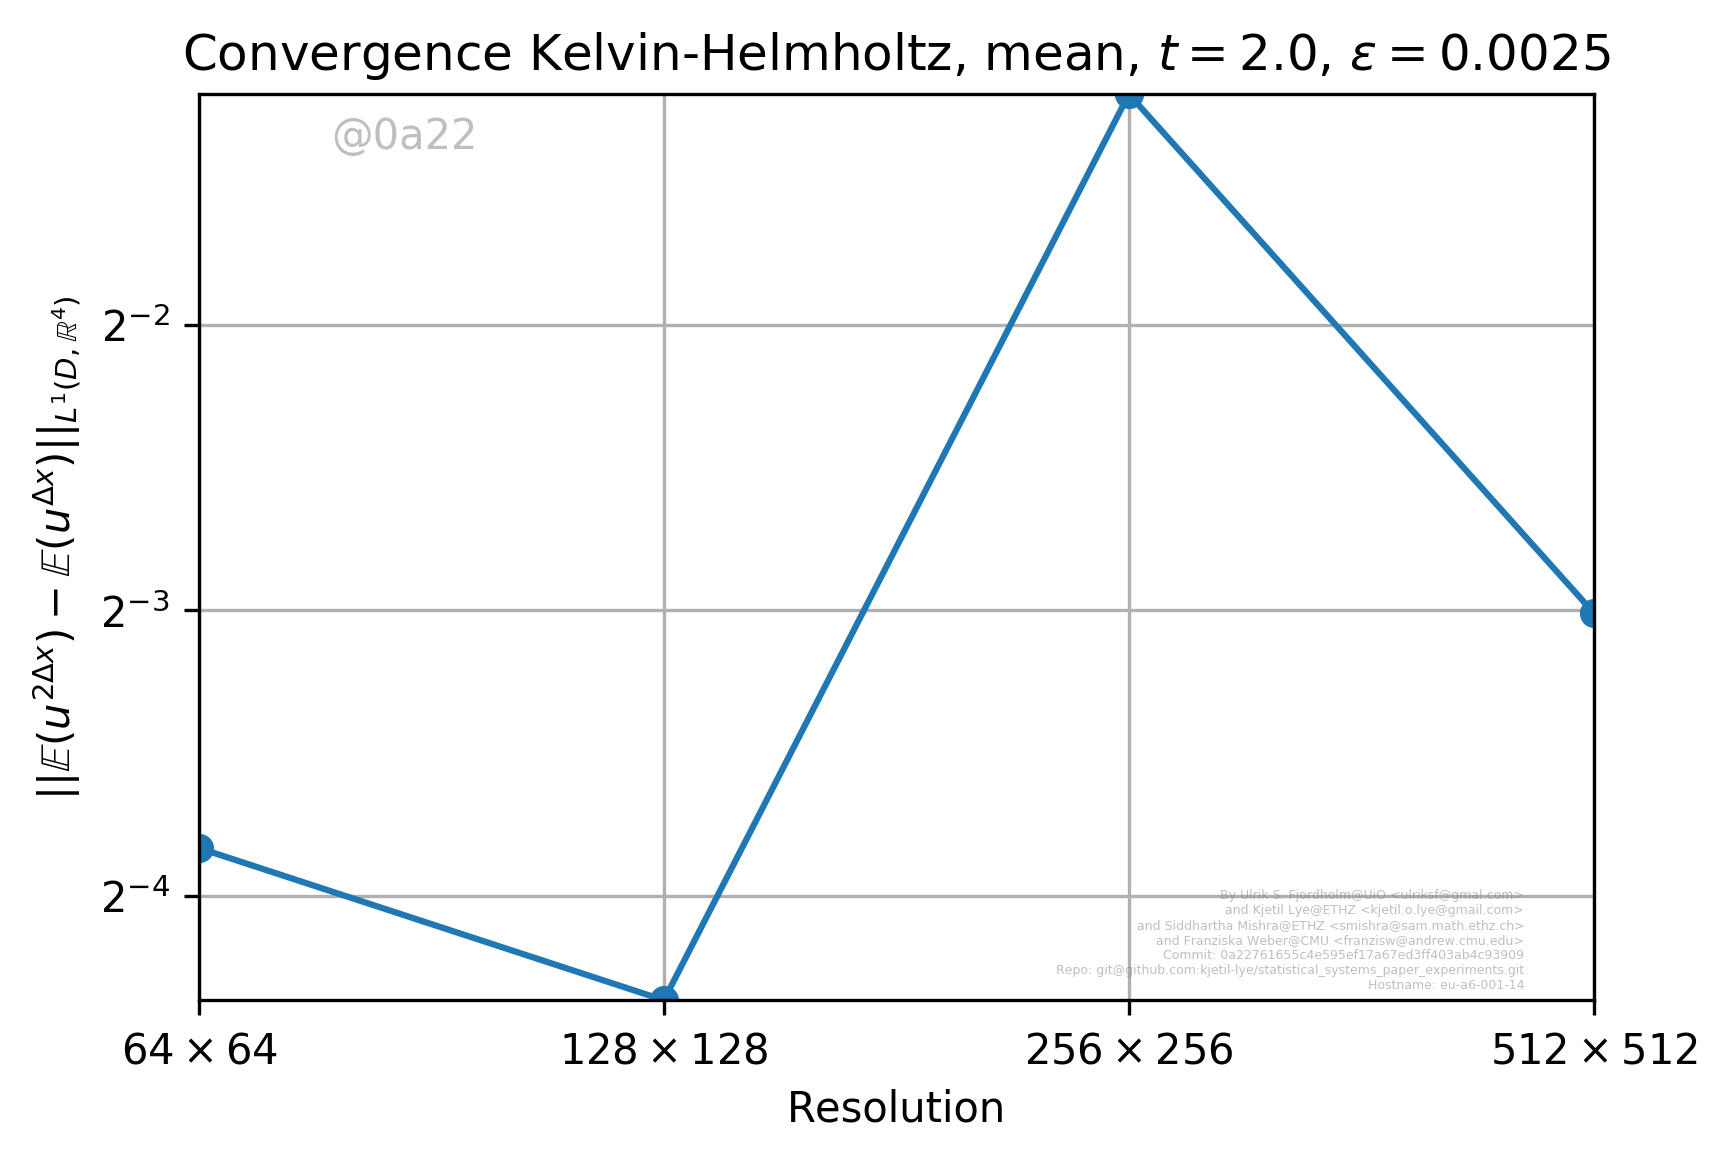 Convergence Kelvin-Helmholtz, mean, t = 2.0, ε = 0.0025
@0a22
2⁻²
2⁻³
2⁻⁴
||𝔼(u^{2Δx}) − 𝔼(u^{Δx})||_{L¹(D, ℝ⁴)}
By Ulrik S. Fjordholm@UiO <ulriksf@gmal.com>
and Kjetil Lye@ETHZ <kjetil.o.lye@gmail.com>
and Siddhartha Mishra@ETHZ <smishra@sam.math.ethz.ch>
and Franziska Weber@CMU <franzisw@andrew.cmu.edu>
Commit: 0a22761655c4e595ef17a67ed3ff403ab4c93909
Repo: git@github.com:kjetil-lye/statistical_systems_paper_experiments.git
Hostname: eu-a6-001-14
64 × 64 128 × 128 256 × 256 512 × 512
Resolution